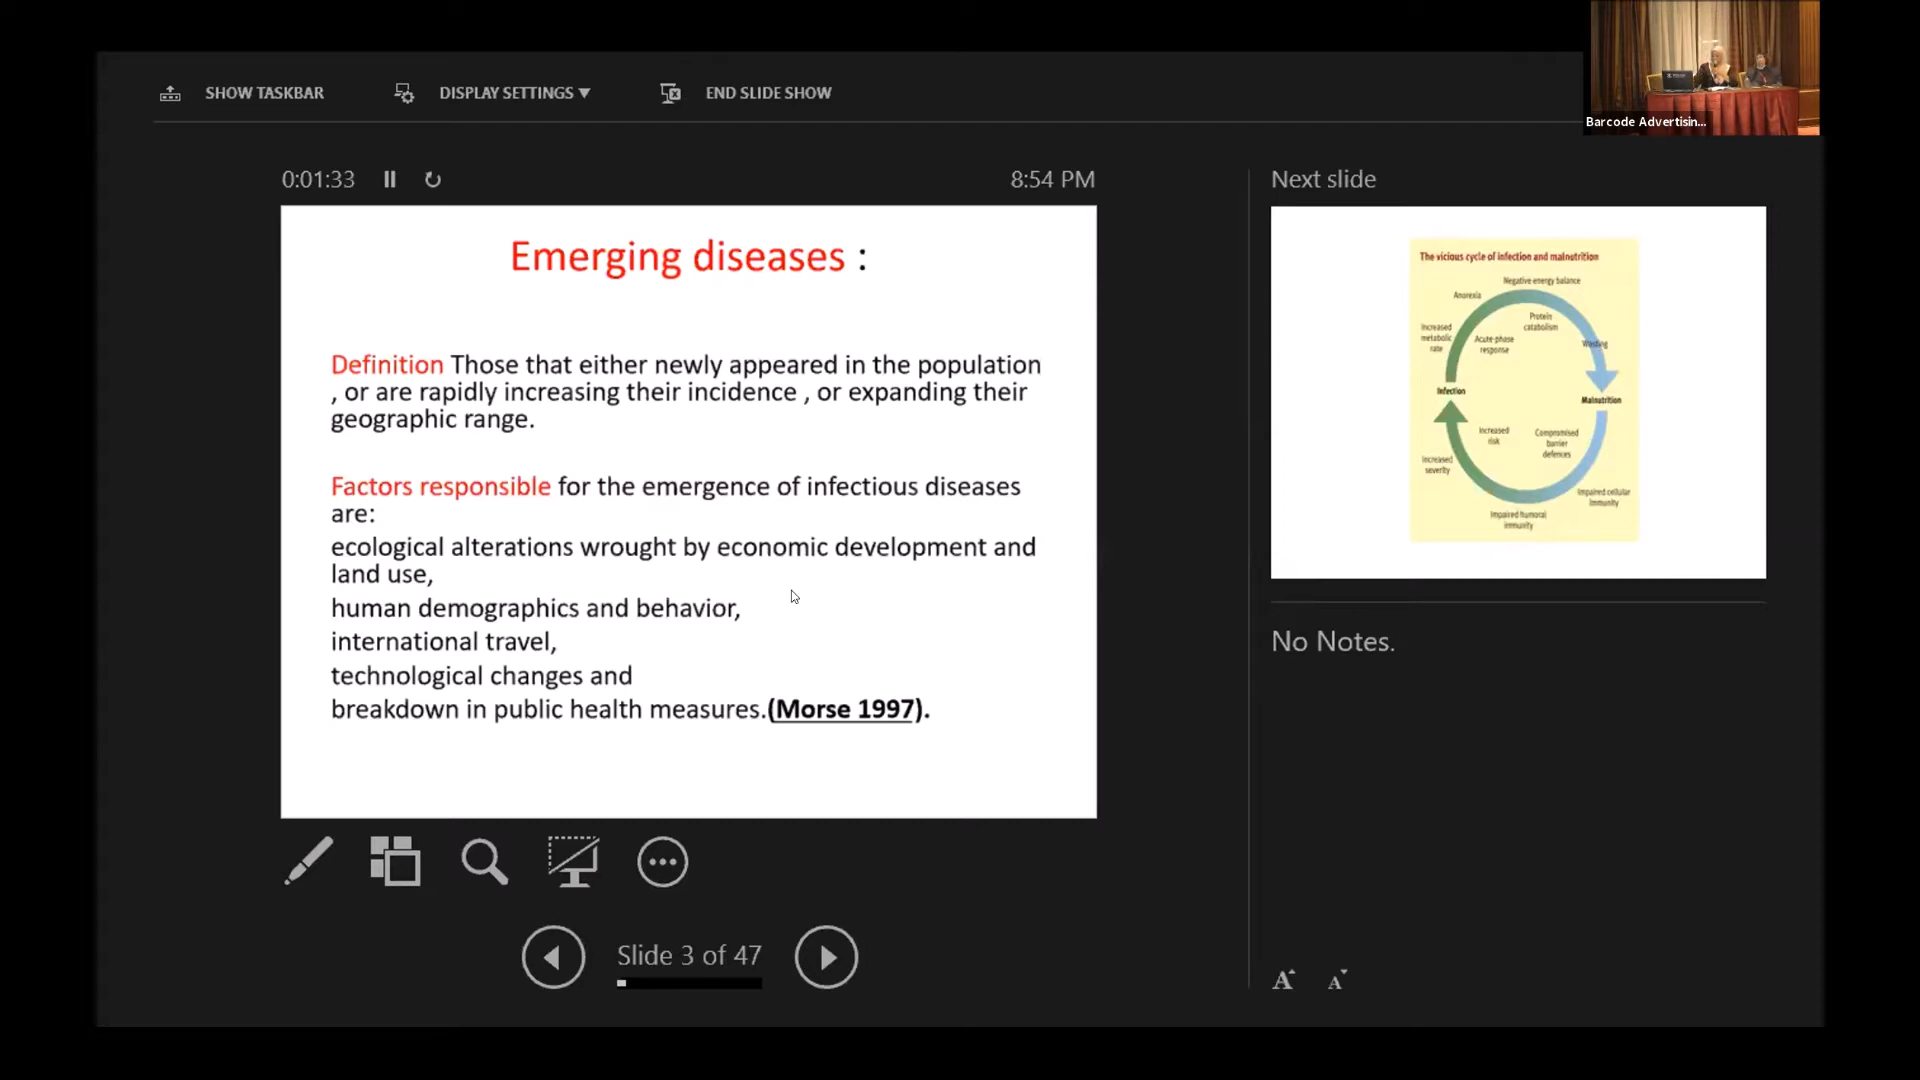 SHOW TASKBAR
DISPLAY SETTINGS ▼
END SLIDE SHOW
Barcode Advertisin...
0:01:33
8:54 PM
Emerging diseases :
Definition Those that either newly appeared in the population
, or are rapidly increasing their incidence , or expanding their
geographic range.
Factors responsible for the emergence of infectious diseases
are:
ecological alterations wrought by economic development and
land use,
human demographics and behavior,
international travel,
technological changes and
breakdown in public health measures.(Morse 1997).
Slide 3 of 47
Next slide
The vicious cycle of infection and malnutrition
Negative energy balance
Anorexia
Protein
catabolism
Increased
metabolic
rate
Acute-phase
response
Wasting
Infection
Malnutrition
Increased
risk
Compromised
barrier
defences
Increased
severity
Impaired cellular
immunity
Impaired humoral
immunity
No Notes.
A
A